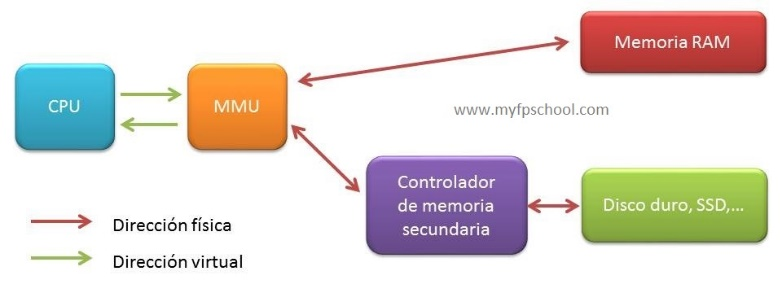 Memoria RAM
CPU
MMU
www.myfpschool.com
Controlador
de memoria
secundaria
Disco duro, SSD,...
Dirección física
Dirección virtual